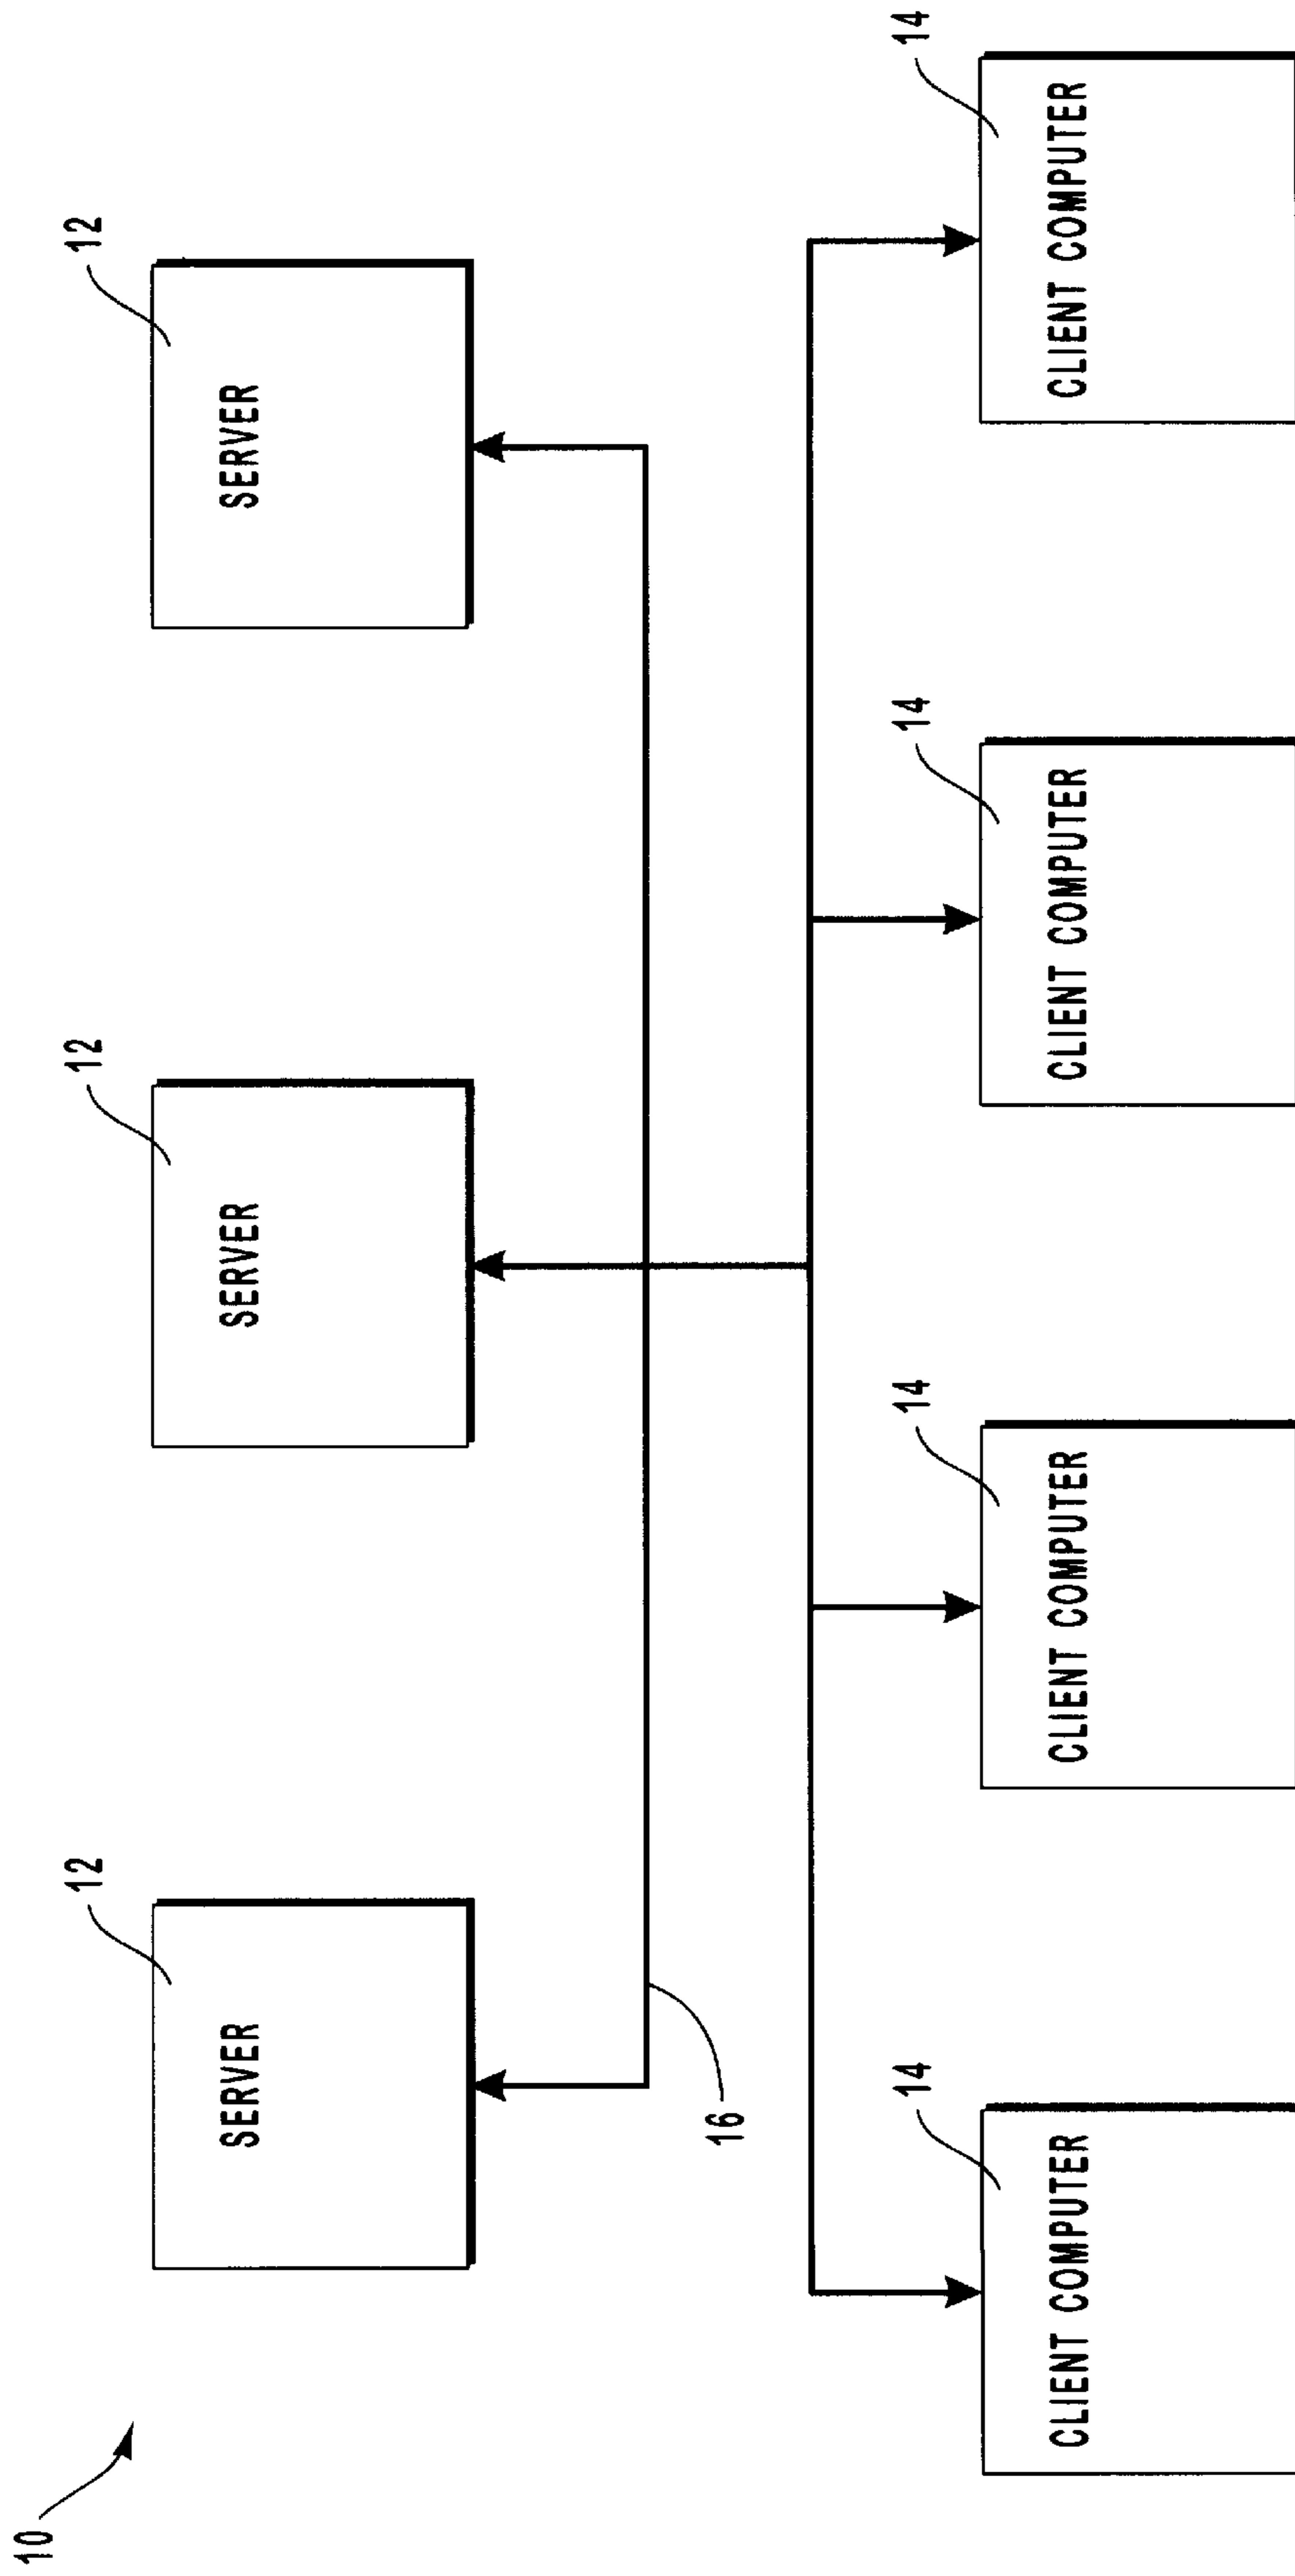 10
12
12
12
SERVER
SERVER
SERVER
16
14
14
14
14
CLIENT COMPUTER
CLIENT COMPUTER
CLIENT COMPUTER
CLIENT COMPUTER